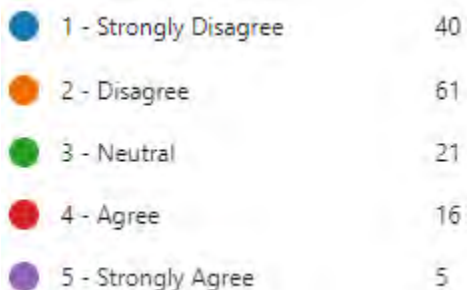 1 - Strongly Disagree 40
2 - Disagree 61
3 - Neutral 21
4 - Agree 16
5 - Strongly Agree 5